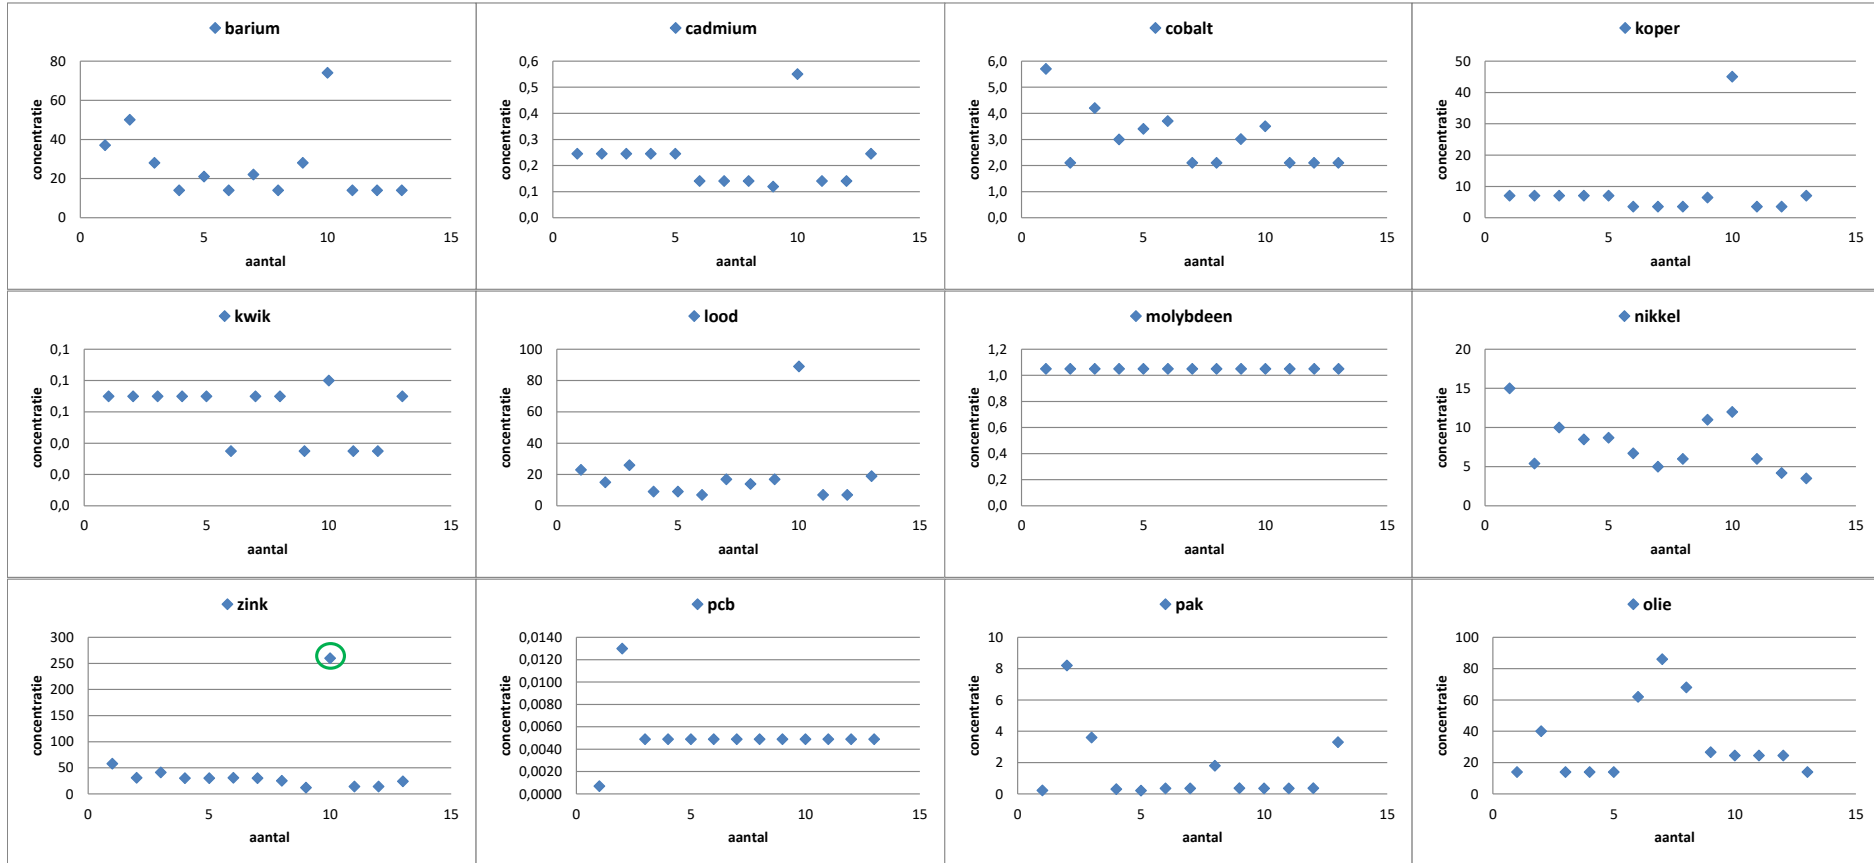 barium
80
60
40
20
0
0 5 10 15
concentratie
aantal
cadmium
0,6
0,5
0,4
0,3
0,2
0,1
0,0
0 5 10 15
concentratie
aantal
cobalt
6,0
5,0
4,0
3,0
2,0
1,0
0,0
0 5 10 15
concentratie
aantal
koper
50
40
30
20
10
0
0 5 10 15
concentratie
aantal
kwik
0,1
0,1
0,1
0,0
0,0
0,0
0 5 10 15
concentratie
aantal
lood
100
80
60
40
20
0
0 5 10 15
concentratie
aantal
molybdeen
1,2
1,0
0,8
0,6
0,4
0,2
0,0
0 5 10 15
concentratie
aantal
nikkel
20
15
10
5
0
0 5 10 15
concentratie
aantal
zink
300
250
200
150
100
50
0
0 5 10 15
concentratie
aantal
pcb
0,0140
0,0120
0,0100
0,0080
0,0060
0,0040
0,0020
0,0000
0 5 10 15
concentratie
aantal
pak
10
8
6
4
2
0
0 5 10 15
concentratie
aantal
olie
100
80
60
40
20
0
0 5 10 15
concentratie
aantal